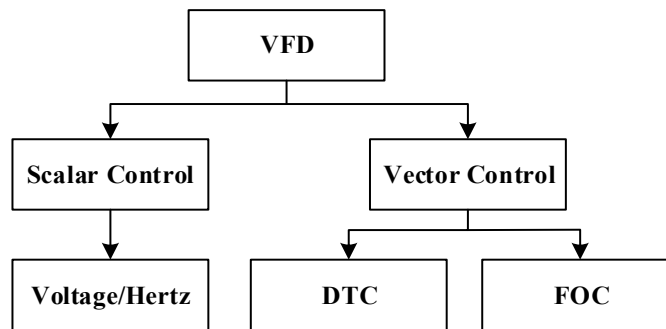 VFD
Scalar Control
Vector Control
Voltage/Hertz
DTC
FOC